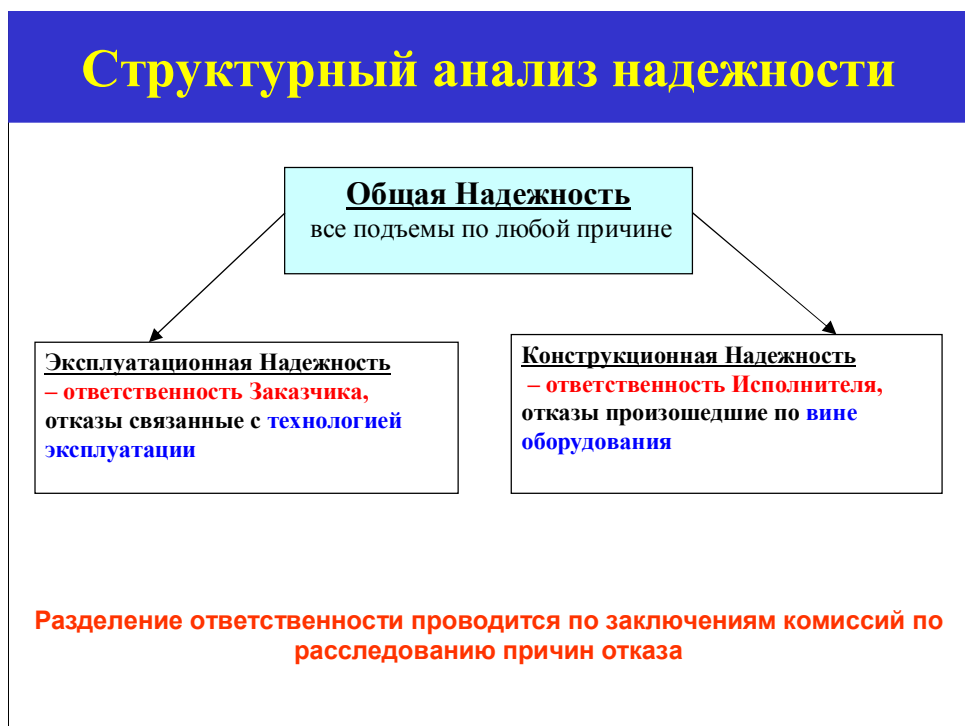 Структурный анализ надежности
Общая Надежность
все подъемы по любой причине
Эксплуатационная Надежность
– ответственность Заказчика,
отказы связанные с технологией
эксплуатации
Конструкционная Надежность
– ответственность Исполнителя,
отказы произошедшие по вине
оборудования
Разделение ответственности проводится по заключениям комиссий по
расследованию причин отказа